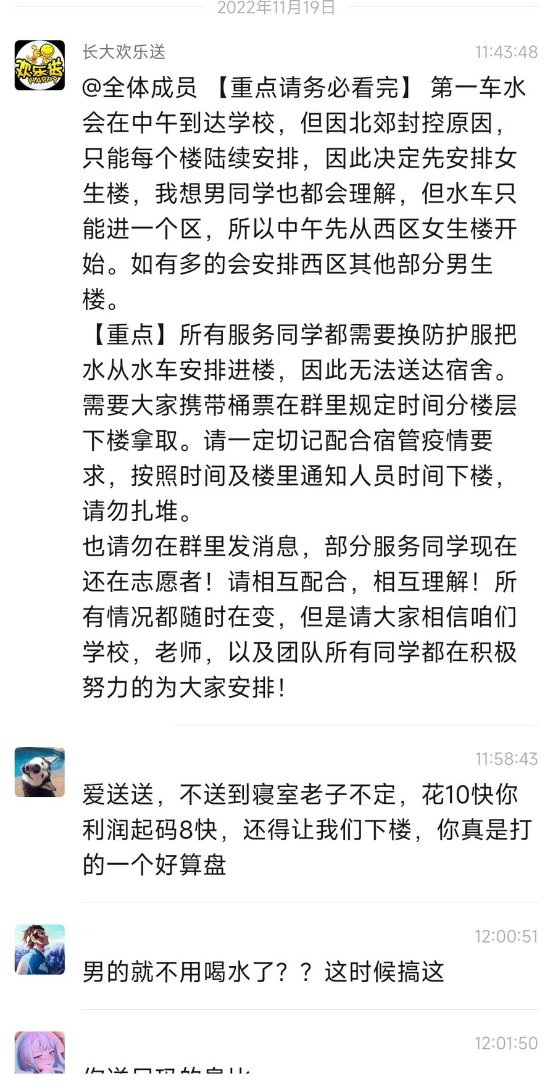 2022年11月19日
长大欢乐送
11:43:48
@全体成员 【重点请务必看完】 第一车水
会在中午到达学校，但因北郊封控原因，
只能每个楼陆续安排，因此决定先安排女
生楼，我想男同学也都会理解，但水车只
能进一个区，所以中午先从西区女生楼开
始。如有多的会安排西区其他部分男生
楼。
【重点】所有服务同学都需要换防护服把
水从水车安排进楼，因此无法送达宿舍。
需要大家携带桶票在群里规定时间分楼层
下楼拿取。请一定切记配合宿管疫情要
求，按照时间及楼里通知人员时间下楼，
请勿扎堆。
也请勿在群里发消息，部分服务同学现在
还在志愿者！请相互配合，相互理解！所
有情况都随时在变，但是请大家相信咱们
学校，老师，以及团队所有同学都在积极
努力的为大家安排！
11:58:43
爱送送，不送到寝室老子不定，花10快你
利润起码8快，还得让我们下楼，你真是打
的一个好算盘
12:00:51
男的就不用喝水了？？这时候搞这
12:01:50
欢乐送